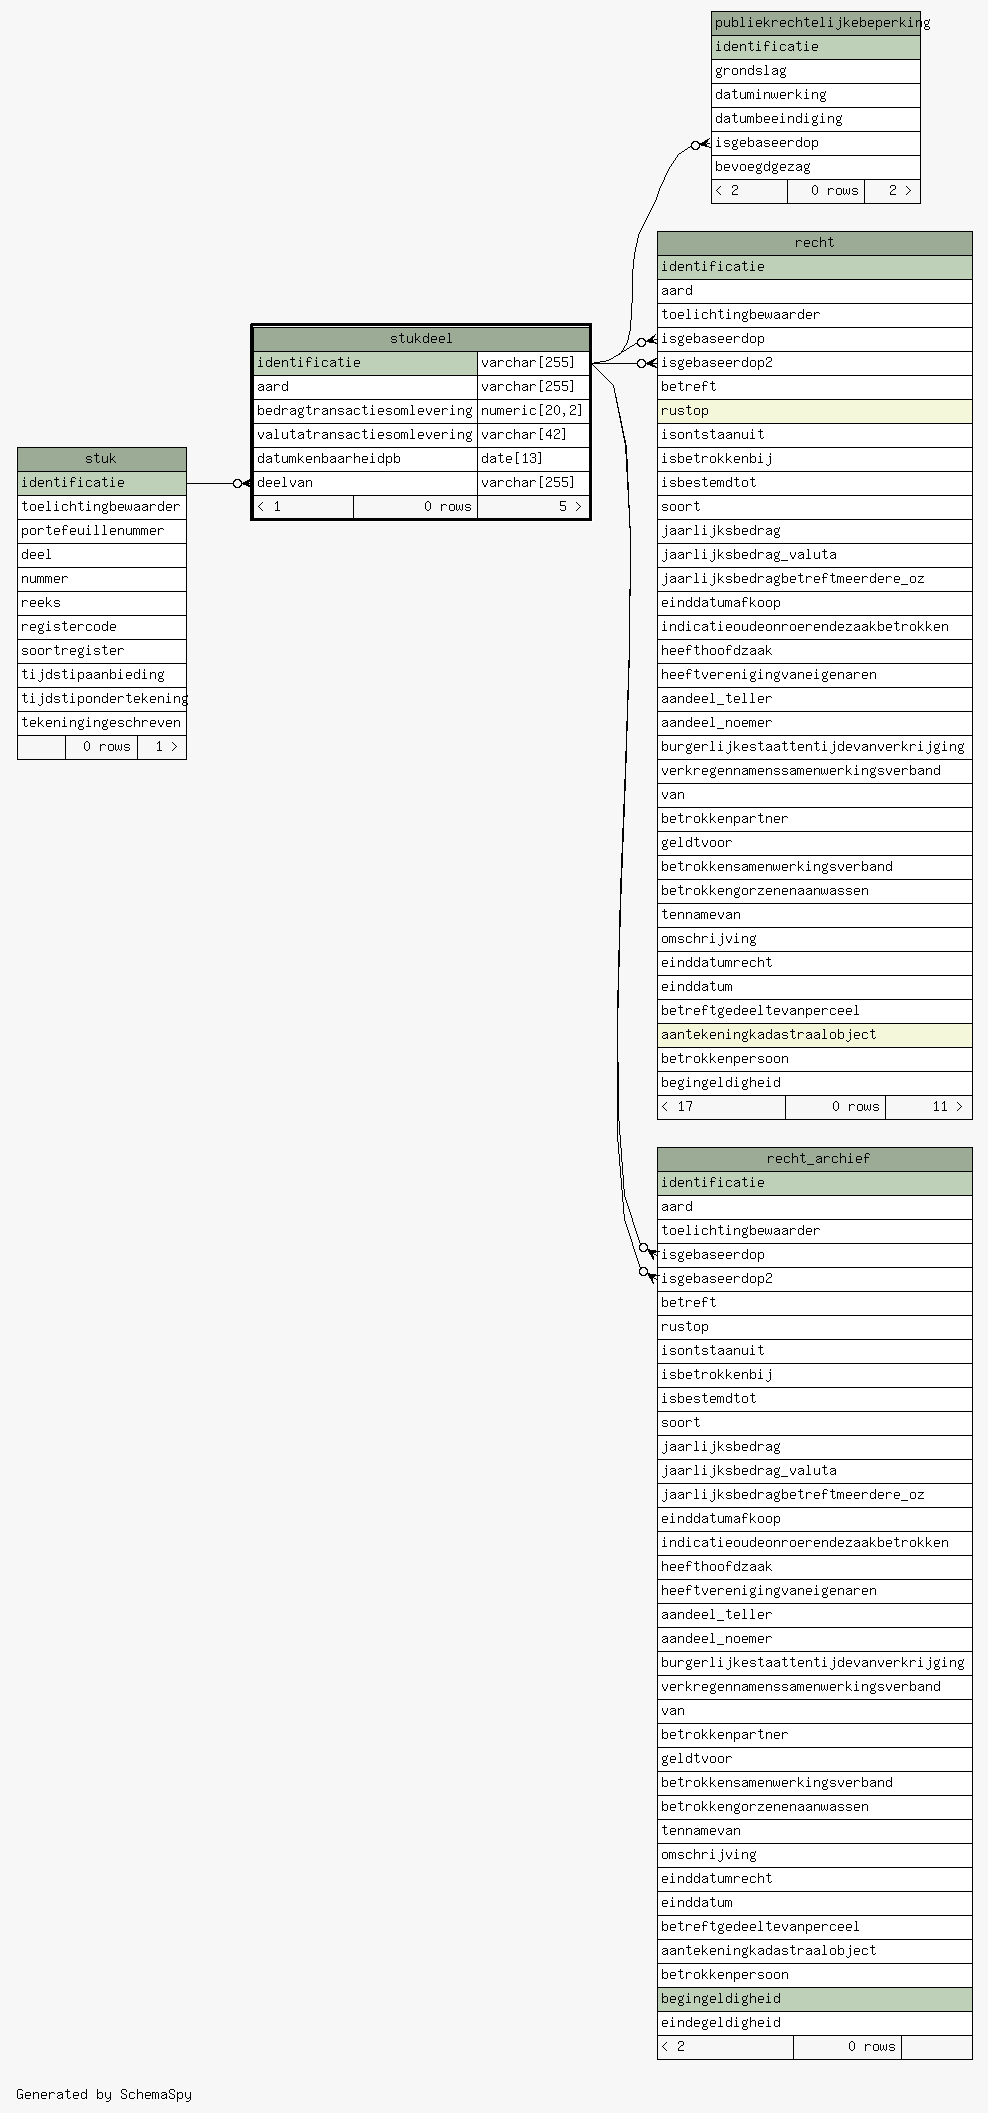 publiekrechtelijkebeperking
identificatie
grondslag
datuminwerking
datumbeeindiging
isgebaseerdop
bevoegdgezag
< 2 0 rows 2 >
recht
identificatie
aard
toelichtingbewaarder
isgebaseerdop
isgebaseerdop2
betreft
rustop
isontstaanuit
isbetrokkenbij
isbestemdtot
soort
jaarlijksbedrag
jaarlijksbedrag_valuta
jaarlijksbedragbetreftmeerdere_oz
einddatumafkoop
indicatieoudeonroerendezaakbetrokken
heefthoofdzaak
heeftverenigingvaneigenaren
aandeel_teller
aandeel_noemer
burgerlijkestaattentijdevanverkrijging
verkregennamenssamenwerkingsverband
van
betrokkenpartner
geldtvoor
betrokkensamenwerkingsverband
betrokkengorzenenaanwassen
tennamevan
omschrijving
einddatumrecht
einddatum
betreftgedeeltevanperceel
aantekeningkadastraalobject
betrokkenpersoon
begingeldigheid
< 17 0 rows 11 >
stukdeel
identificatie varchar[255]
aard varchar[255]
bedragtransactiesomlevering numeric[20,2]
valutatransactiesomlevering varchar[42]
datumkenbaarheidpb date[13]
deelvan varchar[255]
< 1 0 rows 5 >
stuk
identificatie
toelichtingbewaarder
portefeuillenummer
deel
nummer
reeks
registercode
soortregister
tijdstipaanbieding
tijdstipondertekening
tekeningingeschreven
0 rows 1 >
recht_archief
identificatie
aard
toelichtingbewaarder
isgebaseerdop
isgebaseerdop2
betreft
rustop
isontstaanuit
isbetrokkenbij
isbestemdtot
soort
jaarlijksbedrag
jaarlijksbedrag_valuta
jaarlijksbedragbetreftmeerdere_oz
einddatumafkoop
indicatieoudeonroerendezaakbetrokken
heefthoofdzaak
heeftverenigingvaneigenaren
aandeel_teller
aandeel_noemer
burgerlijkestaattentijdevanverkrijging
verkregennamenssamenwerkingsverband
van
betrokkenpartner
geldtvoor
betrokkensamenwerkingsverband
betrokkengorzenenaanwassen
tennamevan
omschrijving
einddatumrecht
einddatum
betreftgedeeltevanperceel
aantekeningkadastraalobject
betrokkenpersoon
begingeldigheid
eindegeldigheid
< 2 0 rows
Generated by SchemaSpy